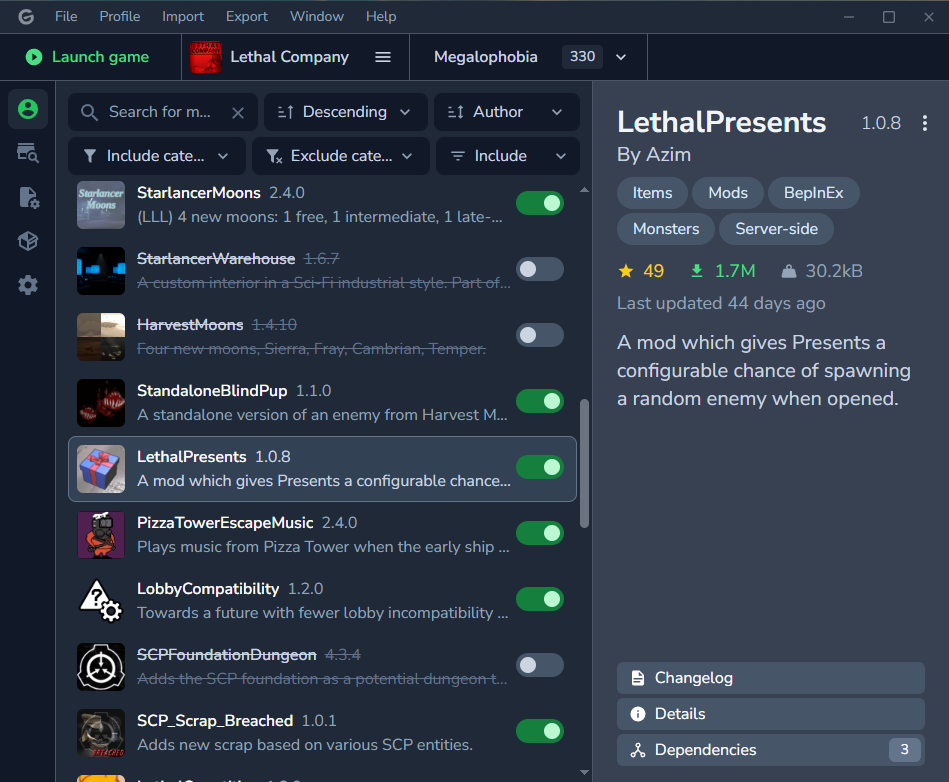 File Profile Import Export Window Help
Launch game
LETHAL COMPANY
Lethal Company
Megalophobia 330
Search for m...
Descending
Author
Include cate...
Exclude cate...
Include
Starlancer Moons
StarlancerMoons 2.4.0
(LLL) 4 new moons: 1 free, 1 intermediate, 1 late-...
StarlancerWarehouse 1.6.7
A custom interior in a Sci-Fi industrial style. Part of...
HarvestMoons 1.4.10
Four new moons, Sierra, Fray, Cambrian, Temper.
StandaloneBlindPup 1.1.0
A standalone version of an enemy from Harvest M...
LethalPresents 1.0.8
A mod which gives Presents a configurable chance...
PizzaTowerEscapeMusic 2.4.0
Plays music from Pizza Tower when the early ship ...
LobbyCompatibility 1.2.0
Towards a future with fewer lobby incompatibility ...
SCPFoundationDungeon 4.3.4
Adds the SCP foundation as a potential dungeon t...
BREACHED
SCP_Scrap_Breached 1.0.1
Adds new scrap based on various SCP entities.
LethalPresents 1.0.8
By Azim
Items Mods BepInEx
Monsters Server-side
49 1.7M 30.2kB
Last updated 44 days ago
A mod which gives Presents a
configurable chance of spawning
a random enemy when opened.
Changelog
Details
Dependencies 3